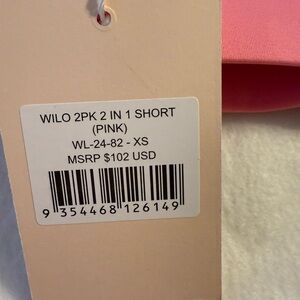 WILO 2PK 2 IN 1 SHORT
(PINK)
WL-24-82 - XS
MSRP $102 USD
9 354468 126149